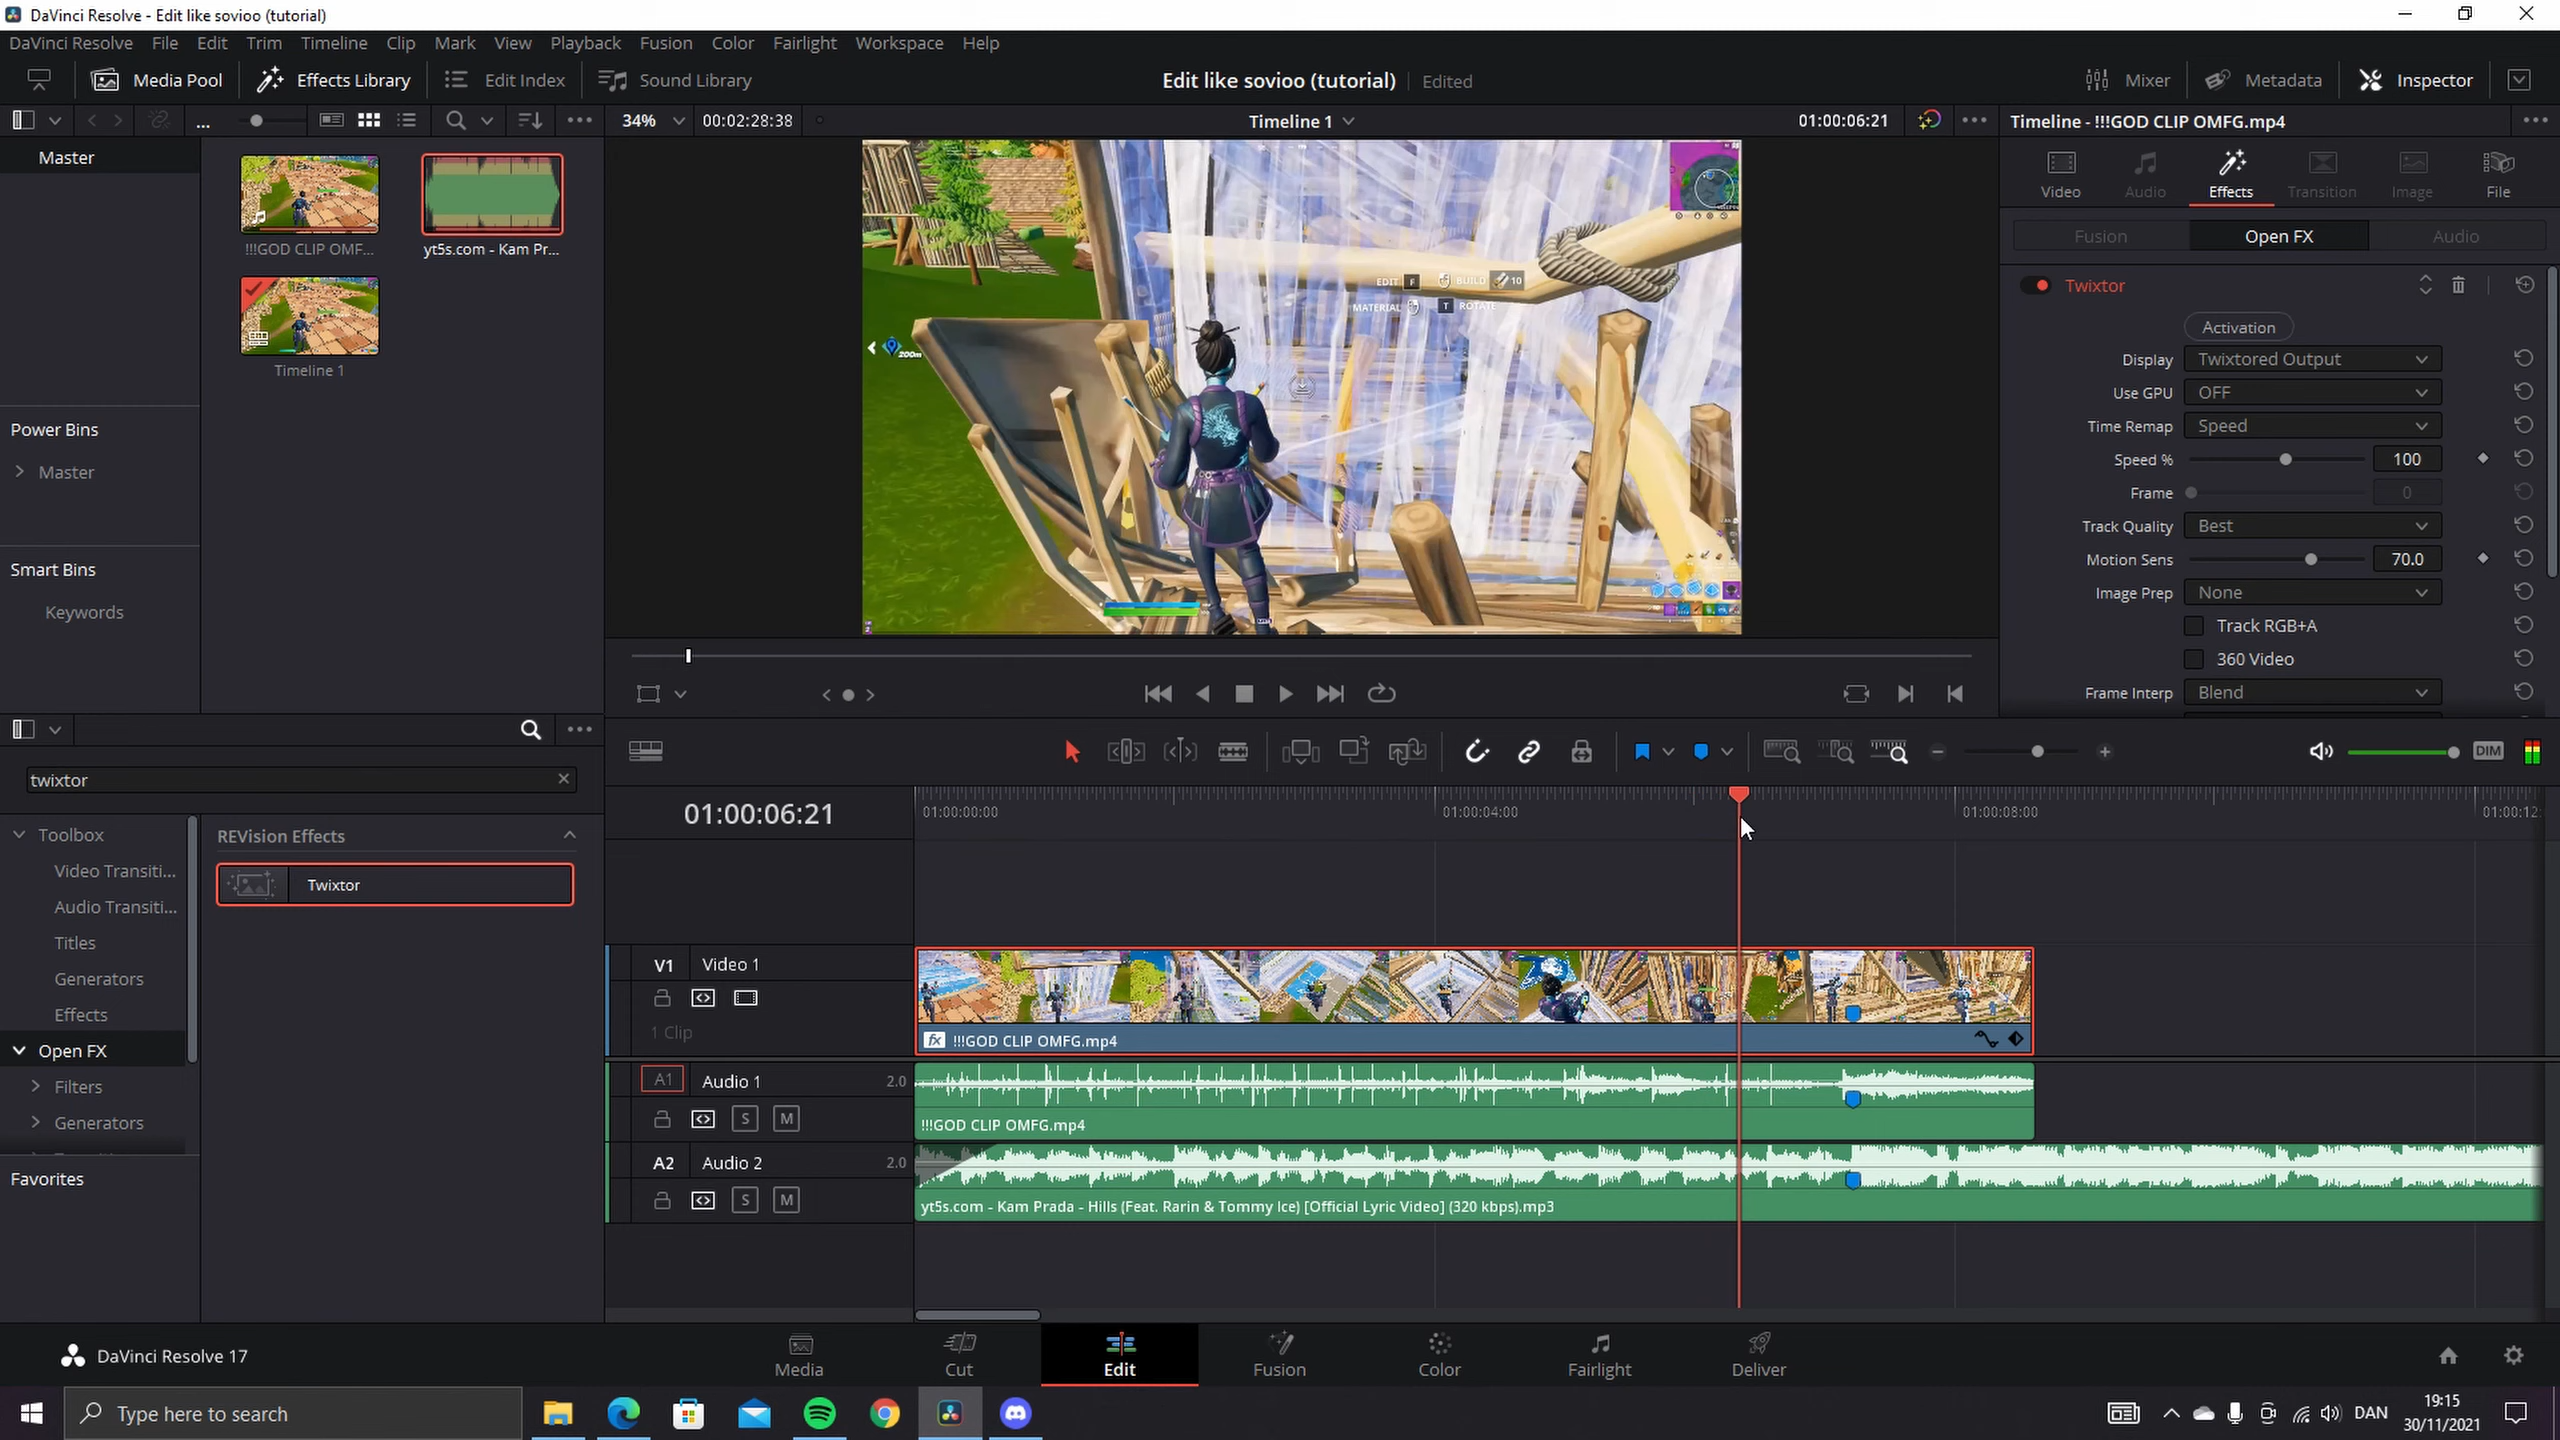 DaVinci Resolve - Edit like sovioo (tutorial)
DaVinci Resolve File Edit Trim Timeline Clip Mark View Playback Fusion Color Fairlight Workspace Help
Media Pool Effects Library Edit Index Sound Library Edit like sovioo (tutorial) Edited Mixer Metadata Inspector
34% 00:02:28:38 Timeline 1 01:00:06:21 Timeline - !!!GOD CLIP OMFG.mp4
Master
Video Audio Effects Transition Image File
!!!GOD CLIP OMF... yt5s.com - Kam Pr...
Fusion Open FX Audio
EDIT F BUILD 10
MATERIAL T ROTATE
200m
Twixtor
Activation
Timeline 1
Display Twixtored Output
Use GPU OFF
Power Bins
Time Remap Speed
Master
Speed % 100
Frame 0
Track Quality Best
Smart Bins
Motion Sens 70.0
Keywords
Image Prep None
Track RGB+A
360 Video
Frame Interp Blend
twixtor
DIM
01:00:06:21 01:00:00:00 01:00:04:00 01:00:08:00 01:00:12:
Toolbox REVision Effects
Video Transiti...
Twixtor
Audio Transiti...
Titles
V1 Video 1
Generators
Effects
1 Clip
!!!GOD CLIP OMFG.mp4
Open FX
Filters
A1 Audio 1 2.0
Generators
S M
!!!GOD CLIP OMFG.mp4
Favorites
A2 Audio 2 2.0
S M
yt5s.com - Kam Prada - Hills (Feat. Rarin & Tommy Ice) [Official Lyric Video] (320 kbps).mp3
DaVinci Resolve 17
Media Cut Edit Fusion Color Fairlight Deliver
Type here to search
DAN
19:15
30/11/2021